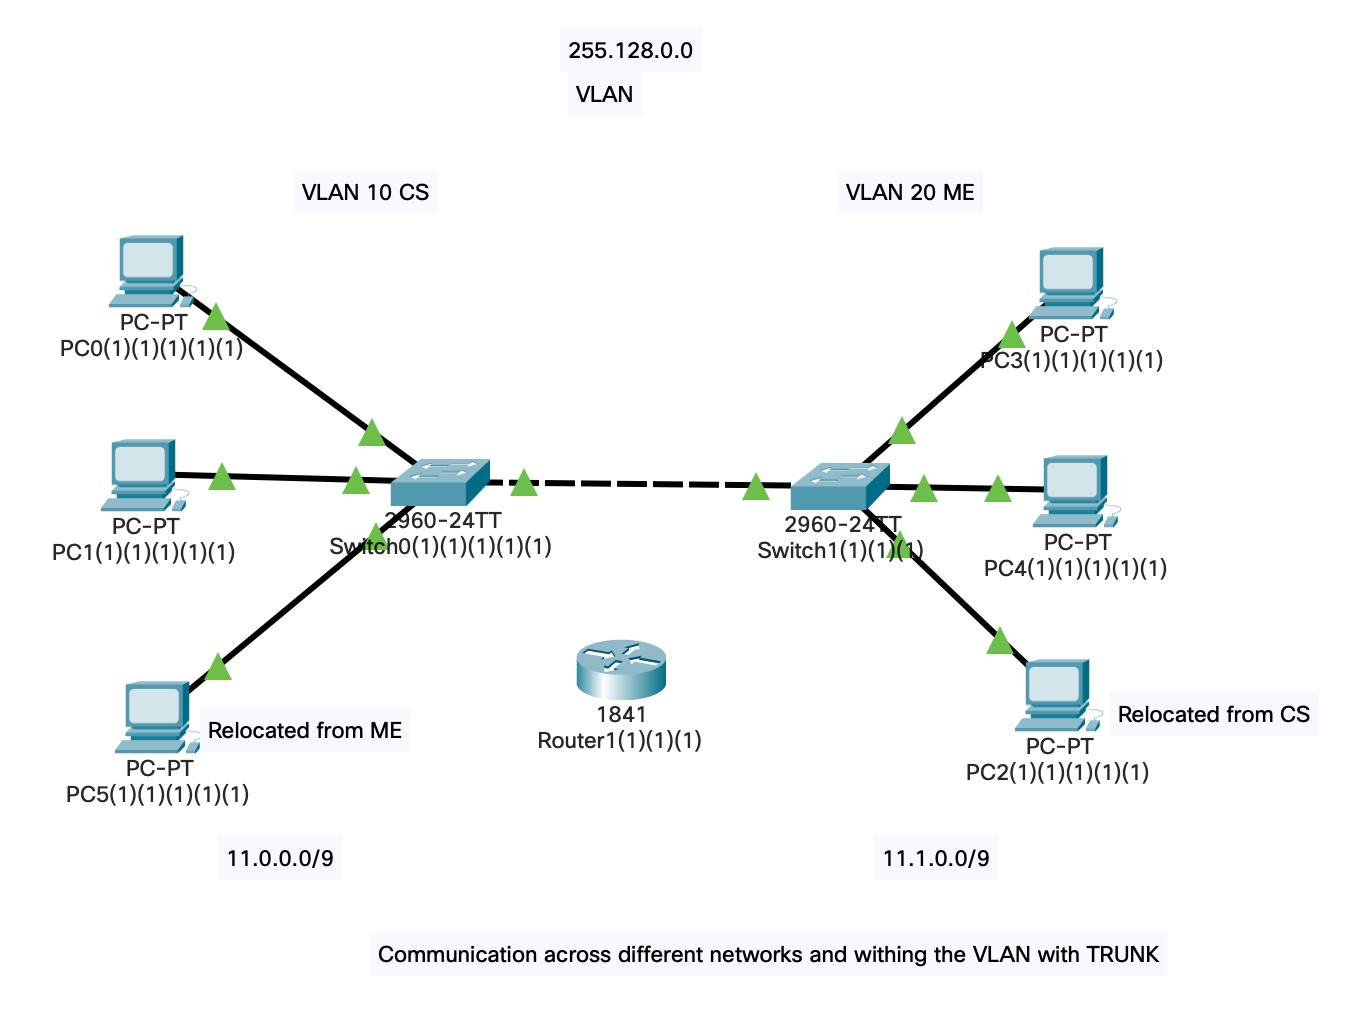 255.128.0.0
VLAN
VLAN 10 CS
VLAN 20 ME
PC-PT
PC0(1)(1)(1)(1)(1)
PC-PT
PC3(1)(1)(1)(1)(1)
PC-PT
PC1(1)(1)(1)(1)(1)
2960-24TT
Switch0(1)(1)(1)(1)(1)
2960-24TT
Switch1(1)(1)(1)
PC-PT
PC4(1)(1)(1)(1)(1)
Relocated from ME
PC-PT
PC5(1)(1)(1)(1)(1)
1841
Router1(1)(1)(1)
Relocated from CS
PC-PT
PC2(1)(1)(1)(1)(1)
11.0.0.0/9
11.1.0.0/9
Communication across different networks and withing the VLAN with TRUNK